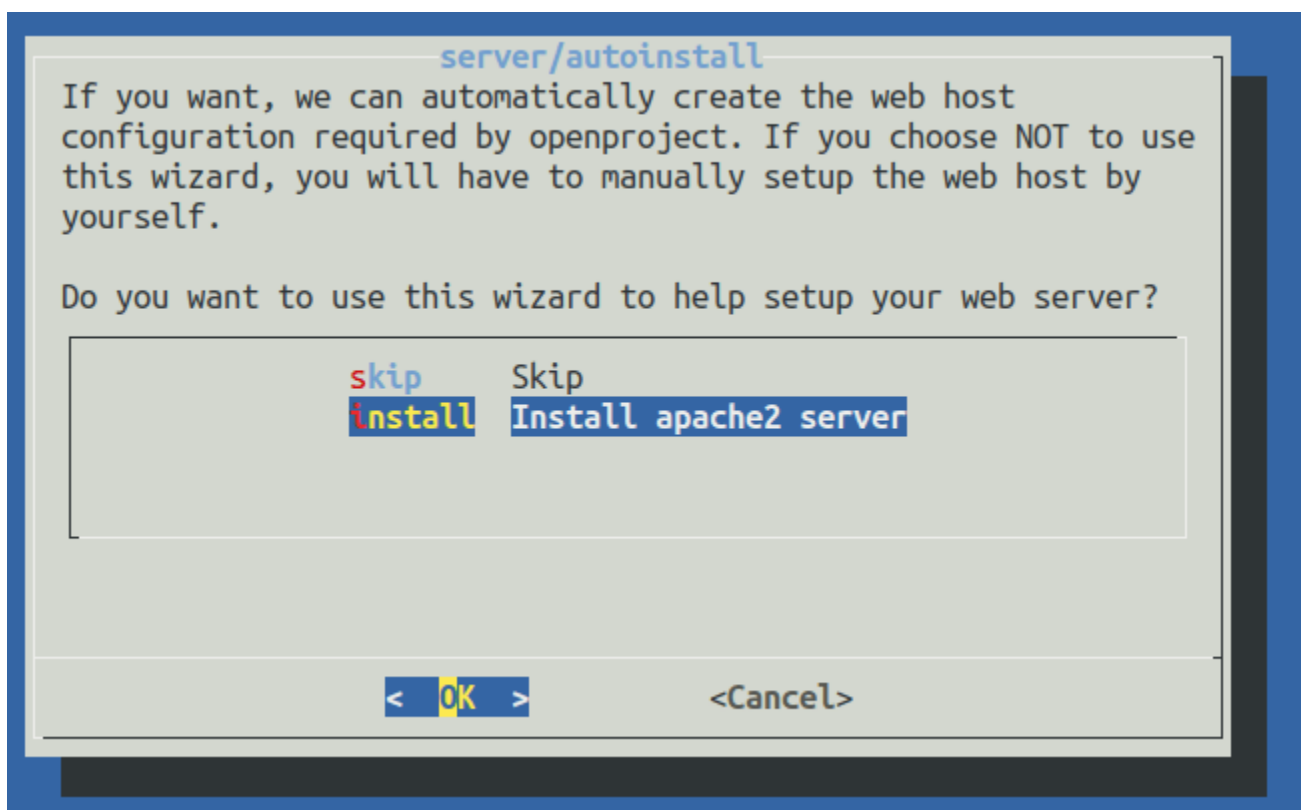 server/autoinstall
If you want, we can automatically create the web host
configuration required by openproject. If you choose NOT to use
this wizard, you will have to manually setup the web host by
yourself.
Do you want to use this wizard to help setup your web server?
skip Skip
install Install apache2 server
< OK > <Cancel>